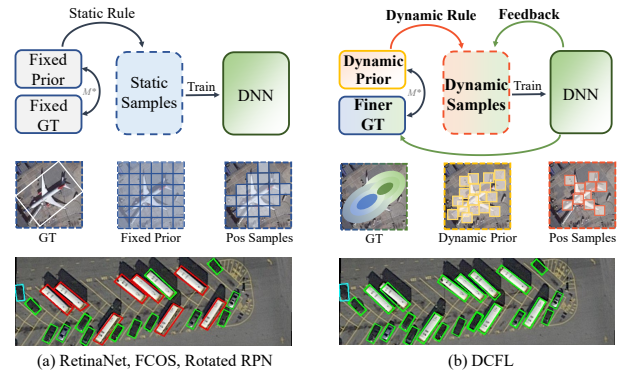 Static Rule
Fixed
Prior
M*
Fixed
GT
Static
Samples
Train
DNN
GT
Fixed Prior
Pos Samples
(a) RetinaNet, FCOS, Rotated RPN
Dynamic Rule
Feedback
Dynamic
Prior
M*
Finer
GT
Dynamic
Samples
Train
DNN
GT
Dynamic Prior
Pos Samples
(b) DCFL